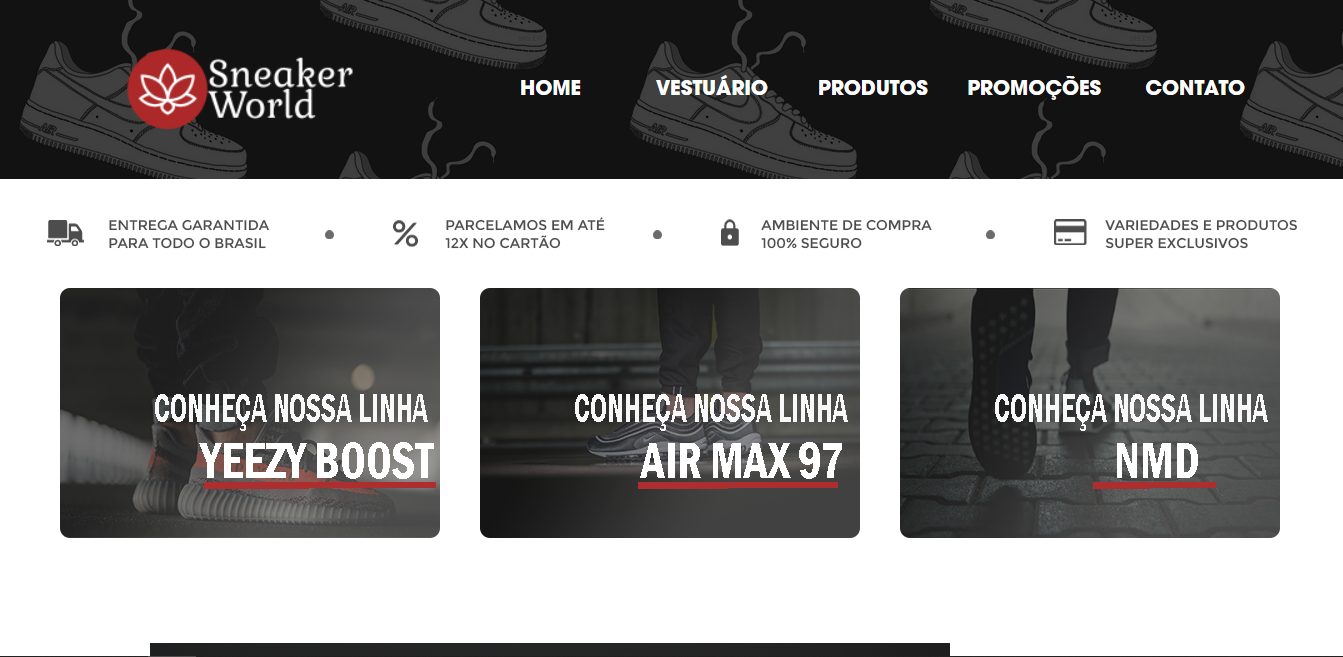 Sneaker
World
HOME VESTUÁRIO PRODUTOS PROMOÇÕES CONTATO
ENTREGA GARANTIDA
PARA TODO O BRASIL
PARCELAMOS EM ATÉ
12X NO CARTÃO
AMBIENTE DE COMPRA
100% SEGURO
VARIEDADES E PRODUTOS
SUPER EXCLUSIVOS
CONHEÇA NOSSA LINHA
YEEZY BOOST
CONHEÇA NOSSA LINHA
AIR MAX 97
CONHEÇA NOSSA LINHA
NMD